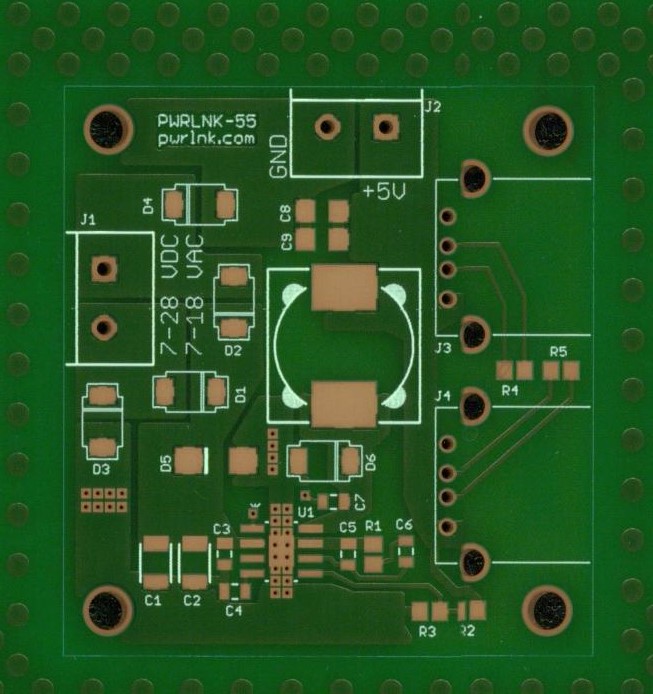 PWRLNK-55
pwrlnk.com
J2
GND
+5V
D4
J1
C8
C9
7-28 VDC
7-18 VAC
D2
J3
R5
R4
D1
J4
D3
D5
D6
C7
U1
C3
C5
R1
C6
C1
C2
C4
R3
R2